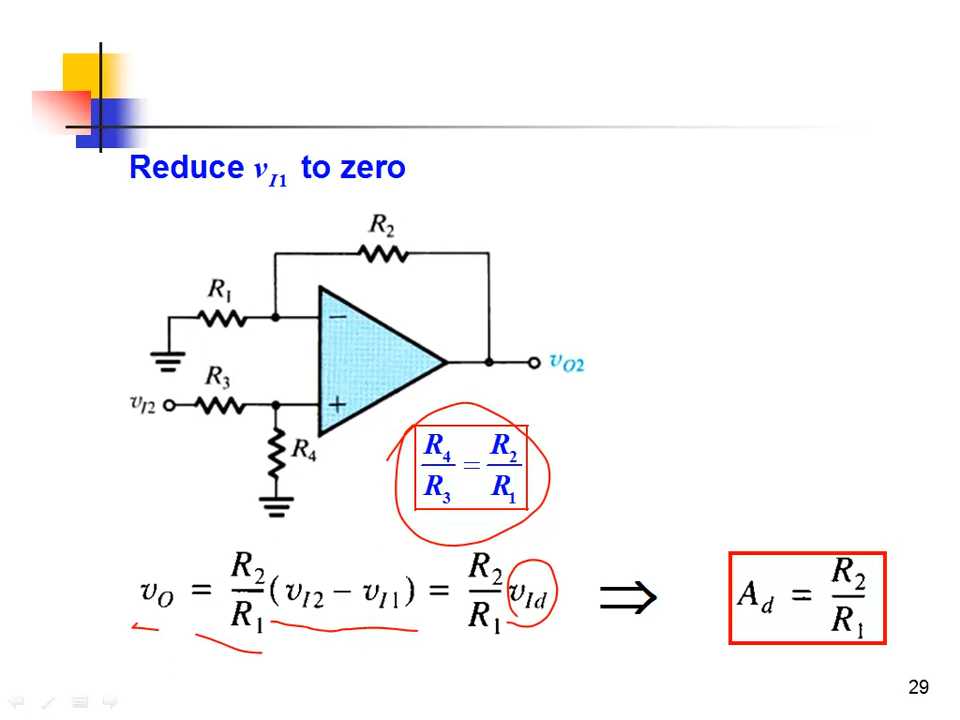 Reduce v_I1 to zero
R_2
R_1
−
R_3
v_O2
v_I2
+
R_4
R_4/R_3 = R_2/R_1
v_O = R_2/R_1 (v_I2 − v_I1) = R_2/R_1 v_Id ⇒ A_d = R_2/R_1
29